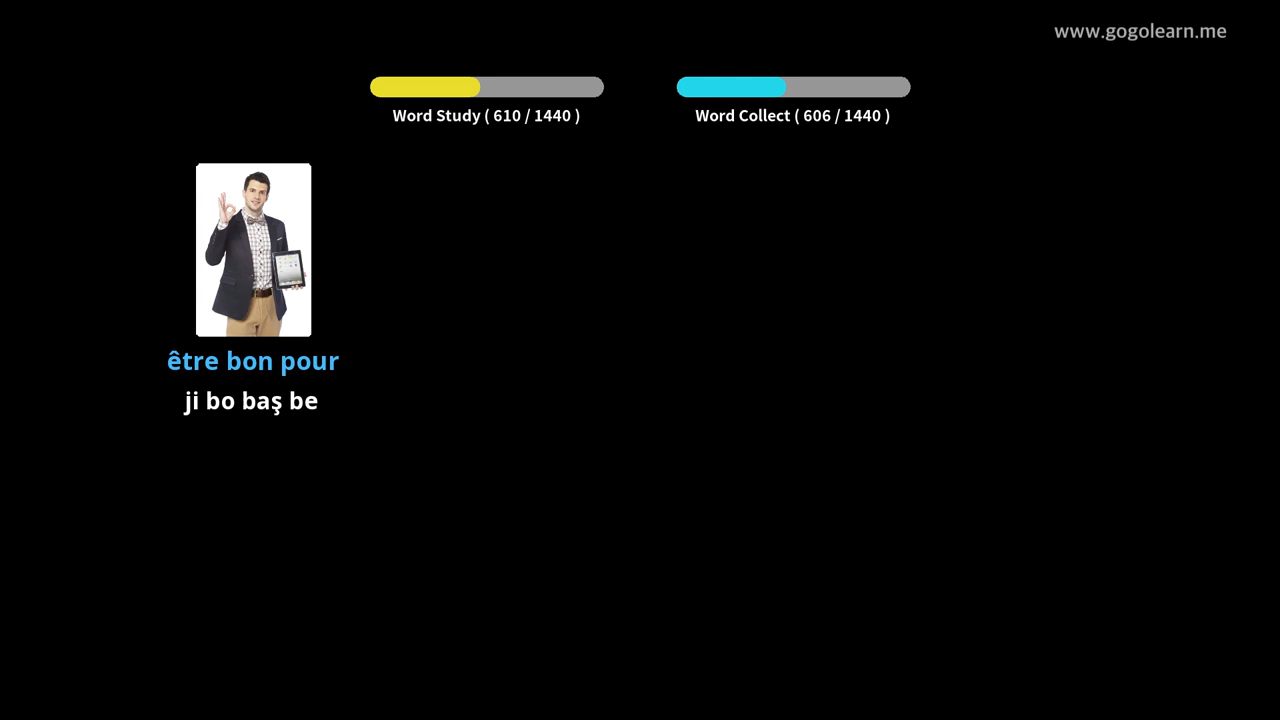 www.gogolearn.me
Word Study ( 610 / 1440 )
Word Collect ( 606 / 1440 )
être bon pour
ji bo baş be